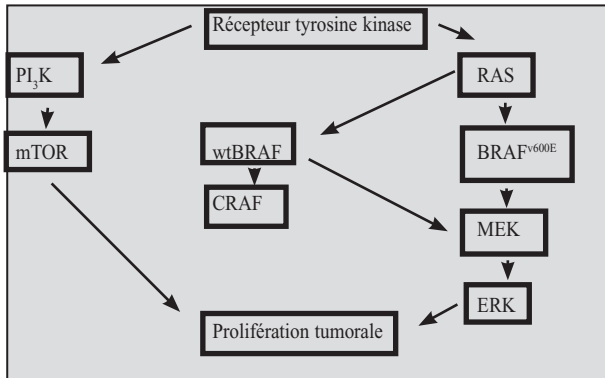 Récepteur tyrosine kinase
PI₃K
RAS
mTOR
wtBRAF
BRAFᵛ⁶⁰⁰ᴱ
CRAF
MEK
ERK
Prolifération tumorale